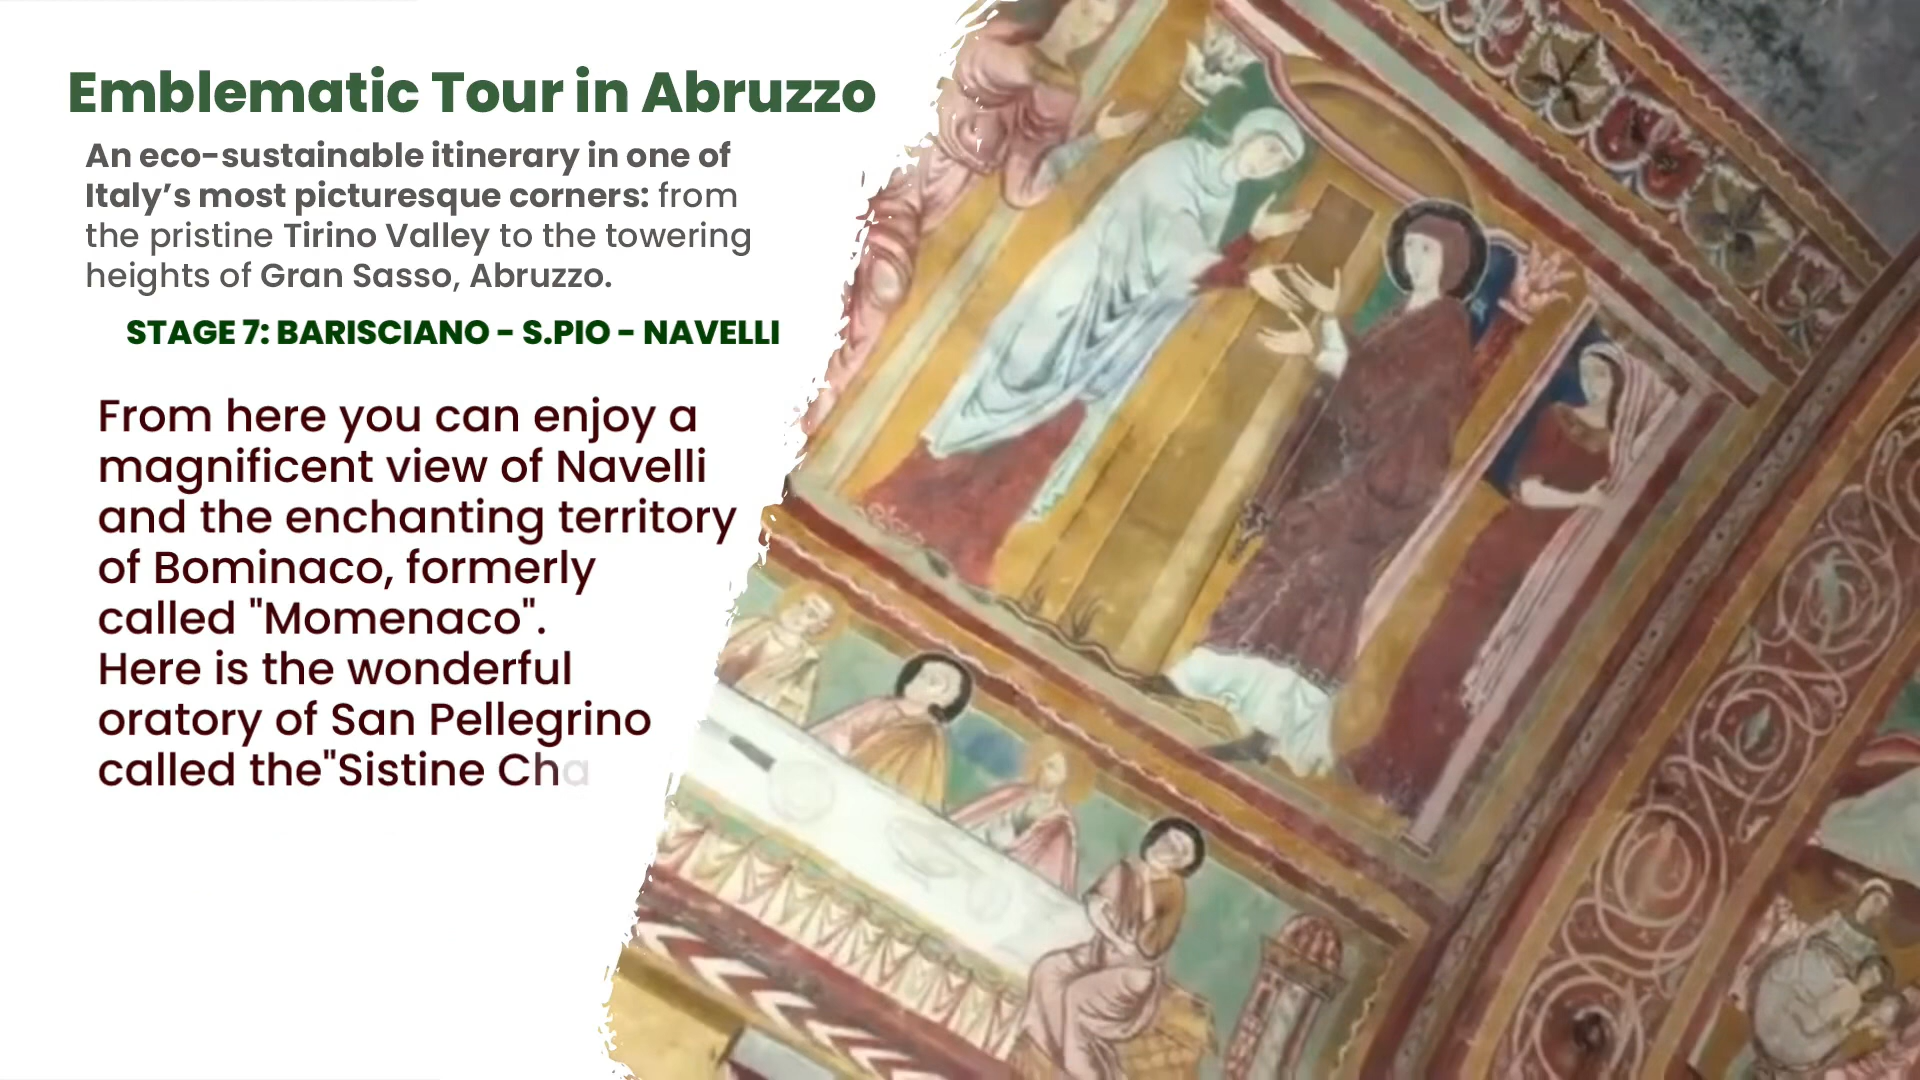 Emblematic Tour in Abruzzo
An eco-sustainable itinerary in one of
Italy's most picturesque corners: from
the pristine Tirino Valley to the towering
heights of Gran Sasso, Abruzzo.
STAGE 7: BARISCIANO - S.PIO - NAVELLI
From here you can enjoy a
magnificent view of Navelli
and the enchanting territory
of Bominaco, formerly
called "Momenaco".
Here is the wonderful
oratory of San Pellegrino
called the"Sistine Cha